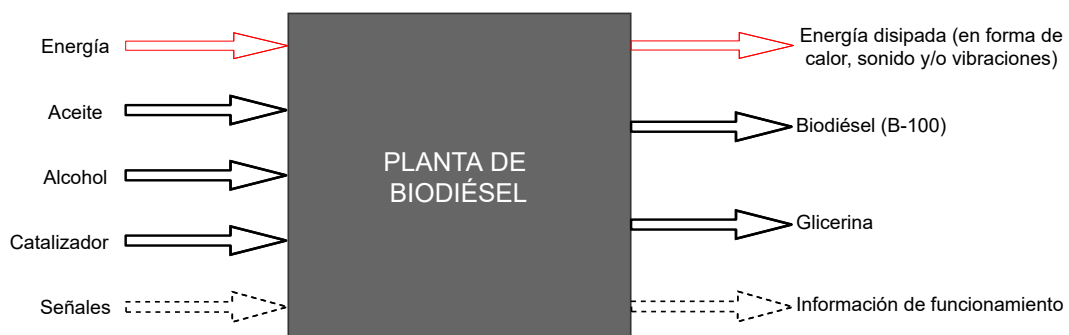 Energía
Aceite
Alcohol
Catalizador
Señales
PLANTA DE
BIODIÉSEL
Energía disipada (en forma de
calor, sonido y/o vibraciones)
Biodiésel (B-100)
Glicerina
Información de funcionamiento